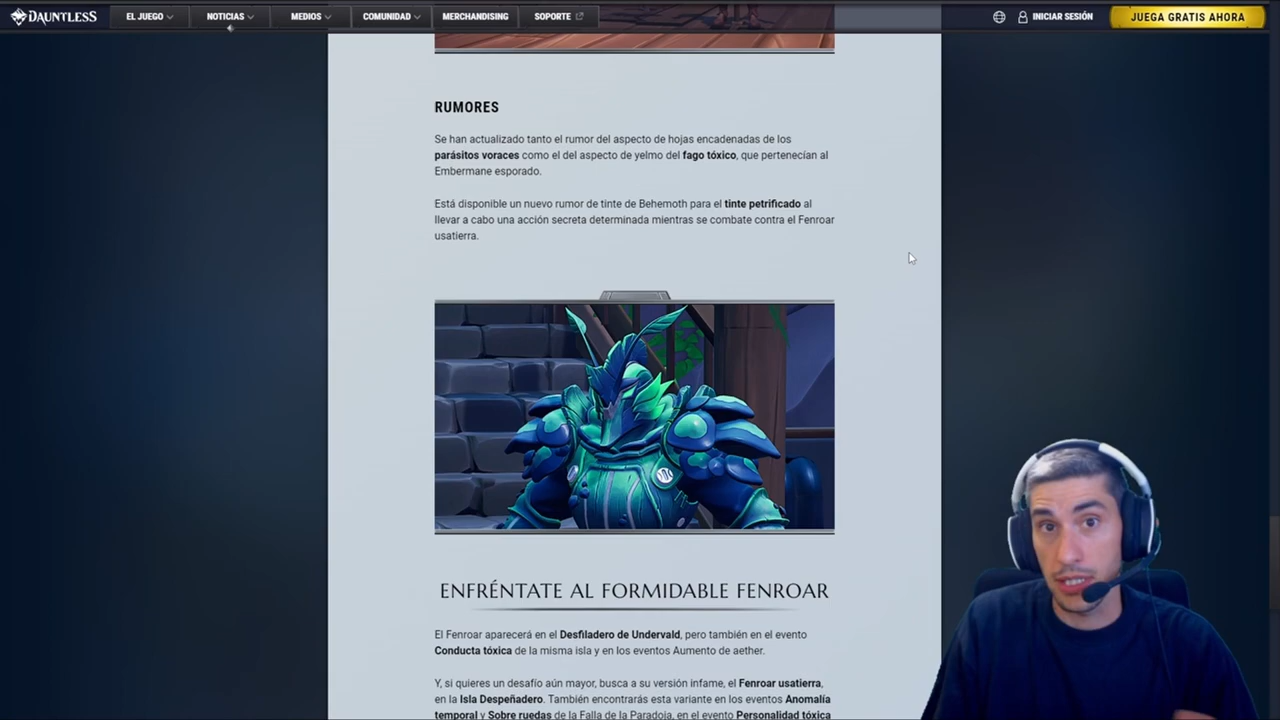 DAUNTLESS
EL JUEGO
NOTICIAS
MEDIOS
COMUNIDAD
MERCHANDISING
SOPORTE
INICIAR SESIÓN
JUEGA GRATIS AHORA
RUMORES
Se han actualizado tanto el rumor del aspecto de hojas encadenadas de los
parásitos voraces como el del aspecto de yelmo del fago tóxico, que pertenecían al
Embermane esporado.
Está disponible un nuevo rumor de tinte de Behemoth para el tinte petrificado al
llevar a cabo una acción secreta determinada mientras se combate contra el Fenroar
usatierra.
ENFRÉNTATE AL FORMIDABLE FENROAR
El Fenroar aparecerá en el Desfiladero de Undervald, pero también en el evento
Conducta tóxica de la misma isla y en los eventos Aumento de aether.
Y, si quieres un desafío aún mayor, busca a su versión infame, el Fenroar usatierra,
en la Isla Despeñadero. También encontrarás esta variante en los eventos Anomalía
temporal y Sobre ruedas de la Falla de la Paradoja, en el evento Personalidad tóxica